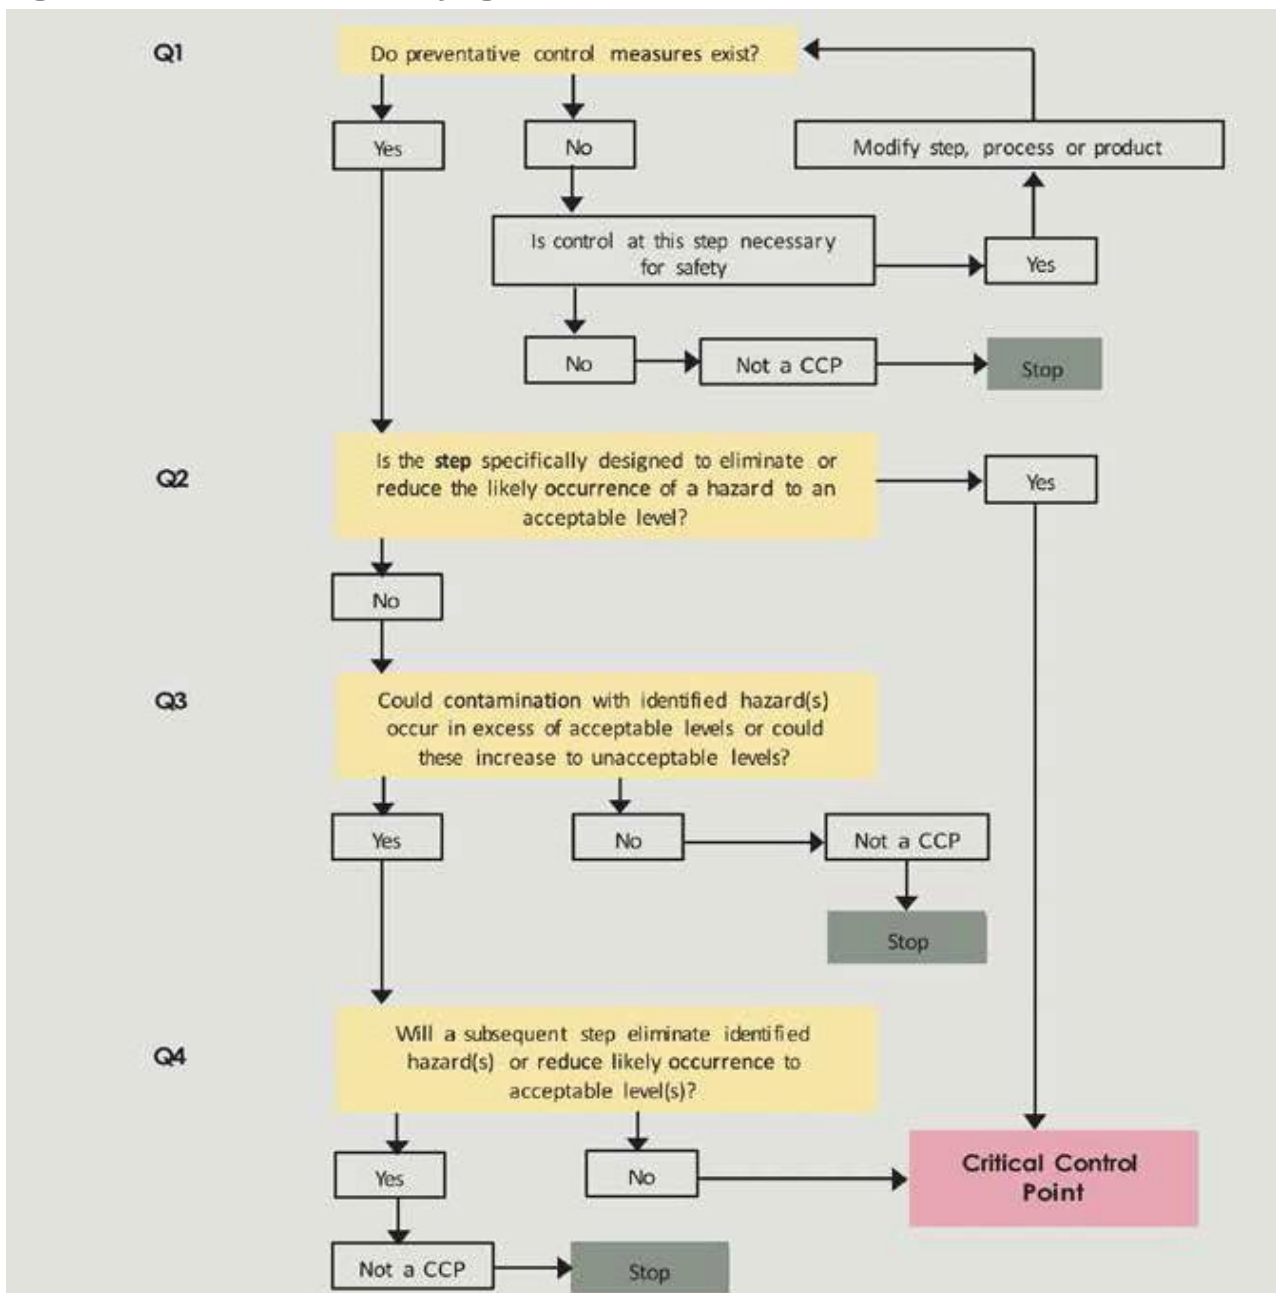 Q1
Do preventative control measures exist?
Yes
No
Modify step, process or product
Is control at this step necessary
for safety
Yes
No
Not a CCP
Stop
Q2
Is the step specifically designed to eliminate or
reduce the likely occurrence of a hazard to an
acceptable level?
Yes
No
Q3
Could contamination with identified hazard(s)
occur in excess of acceptable levels or could
these increase to unacceptable levels?
Yes
No
Not a CCP
Stop
Q4
Will a subsequent step eliminate identified
hazard(s) or reduce likely occurrence to
acceptable level(s)?
Yes
No
Critical Control
Point
Not a CCP
Stop